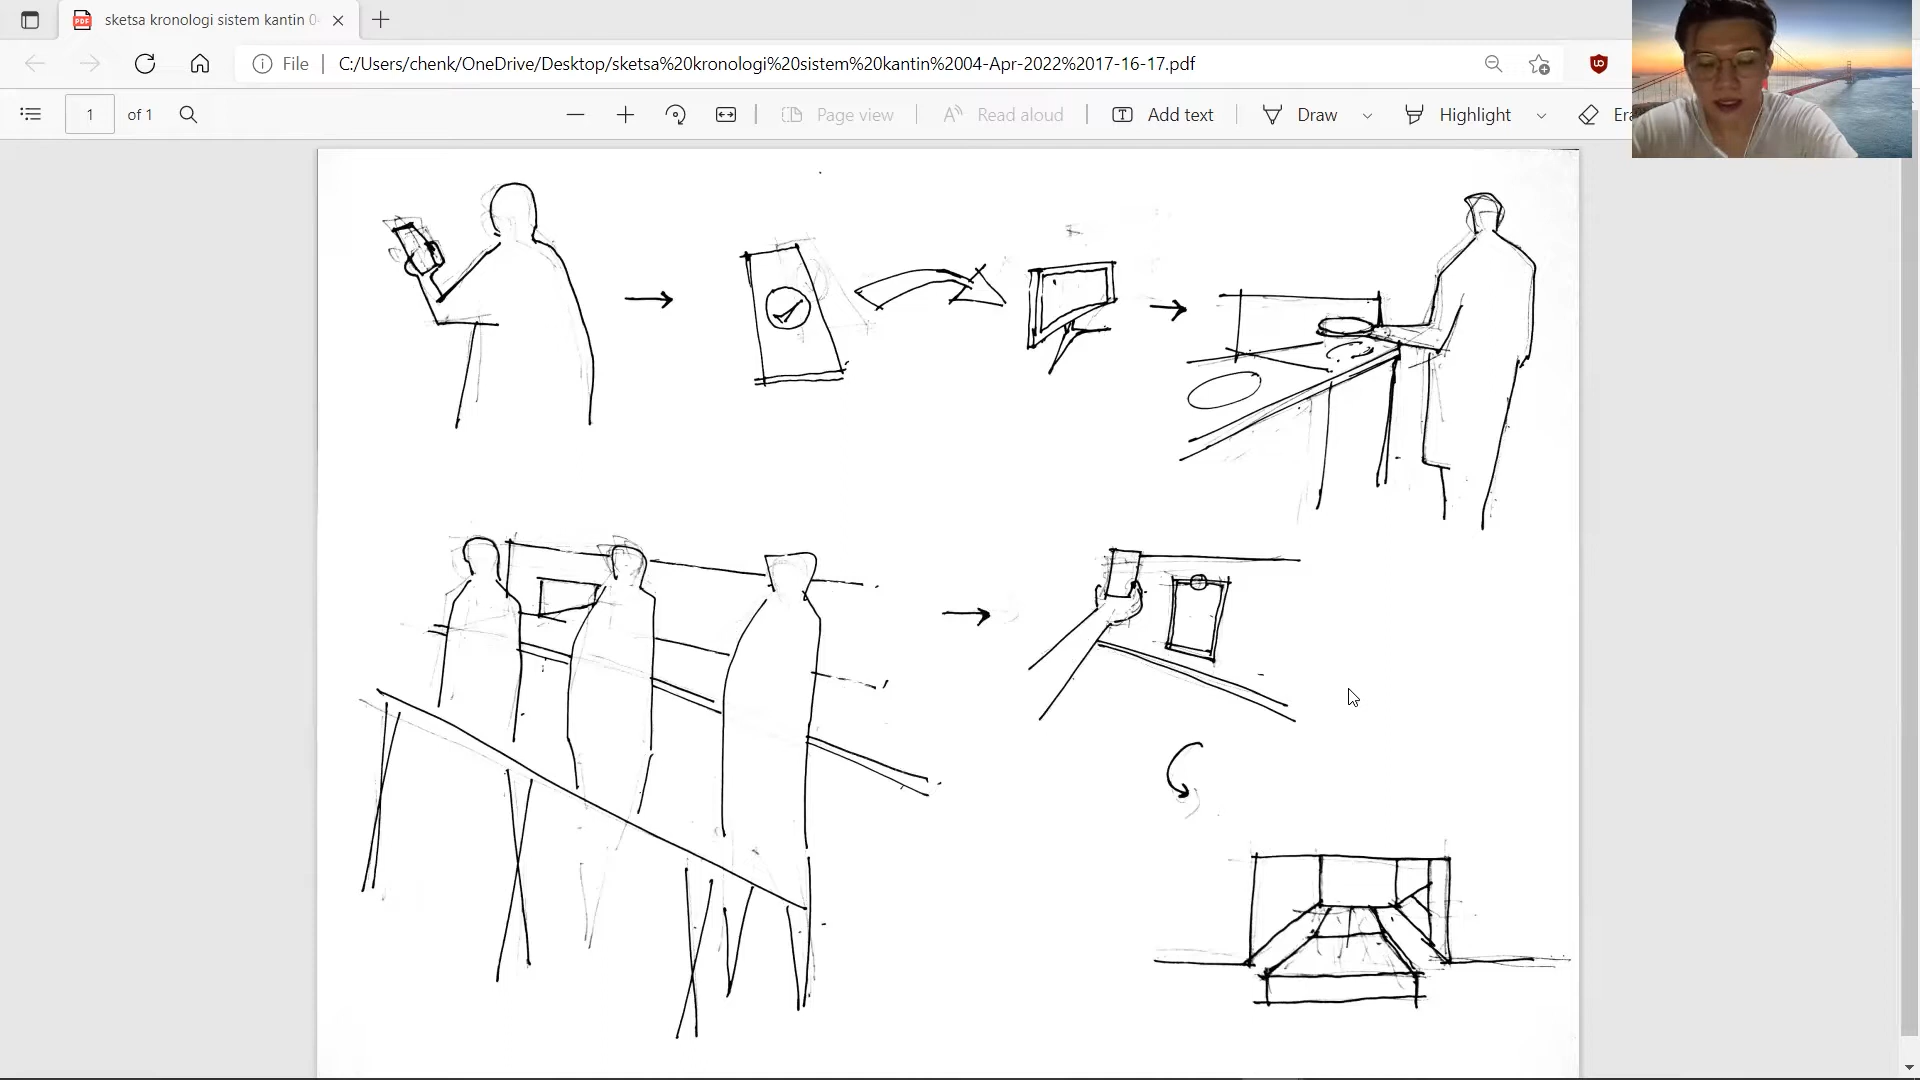 sketsa kronologi sistem kantin 0
File
C:/Users/chenk/OneDrive/Desktop/sketsa%20kronologi%20sistem%20kantin%2004-Apr-2022%2017-16-17.pdf
1 of 1
Page view
Read aloud
Add text
Draw
Highlight
Er